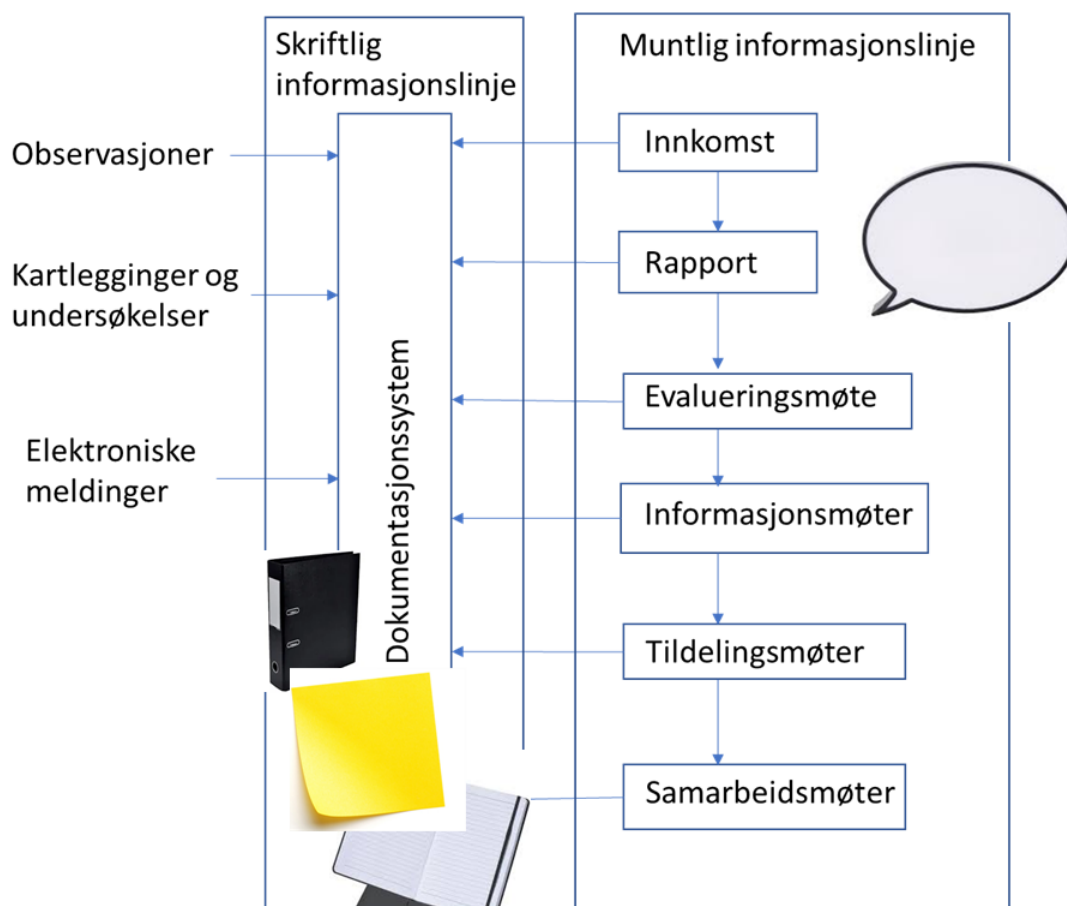 Skriftlig
informasjonslinje
Muntlig informasjonslinje
Observasjoner
Kartlegginger og
undersøkelser
Elektroniske
meldinger
Dokumentasjonssystem
Innkomst
Rapport
Evalueringsmøte
Informasjonsmøter
Tildelingsmøter
Samarbeidsmøter